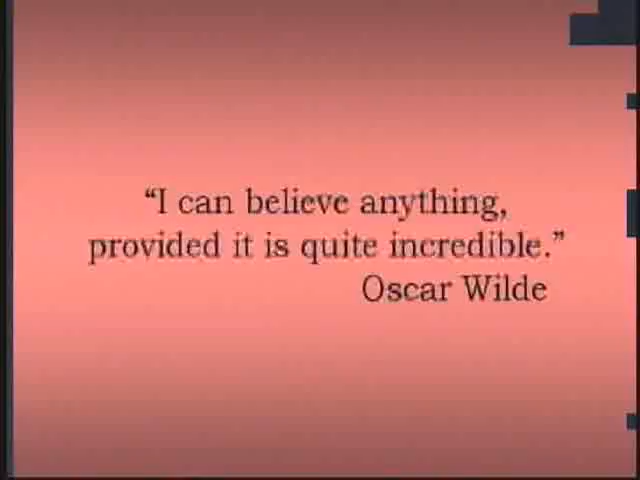 “I can believe anything,
provided it is quite incredible.”
Oscar Wilde